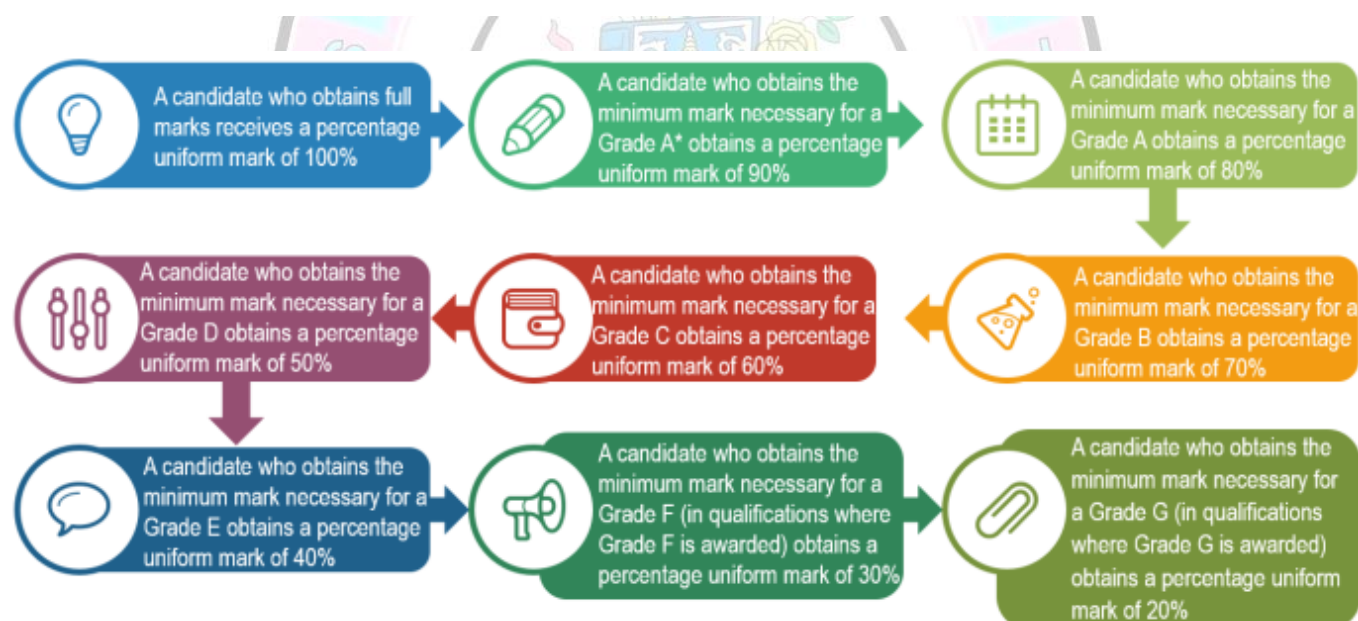 A candidate who obtains full
marks receives a percentage
uniform mark of 100%
A candidate who obtains the
minimum mark necessary for a
Grade A* obtains a percentage
uniform mark of 90%
A candidate who obtains the
minimum mark necessary for a
Grade A obtains a percentage
uniform mark of 80%
A candidate who obtains the
minimum mark necessary for a
Grade B obtains a percentage
uniform mark of 70%
A candidate who obtains the
minimum mark necessary for a
Grade C obtains a percentage
uniform mark of 60%
A candidate who obtains the
minimum mark necessary for a
Grade D obtains a percentage
uniform mark of 50%
A candidate who obtains the
minimum mark necessary for a
Grade E obtains a percentage
uniform mark of 40%
A candidate who obtains the
minimum mark necessary for a
Grade F (in qualifications where
Grade F is awarded) obtains a
percentage uniform mark of 30%
A candidate who obtains the
minimum mark necessary for
a Grade G (in qualifications
where Grade G is awarded)
obtains a percentage uniform
mark of 20%